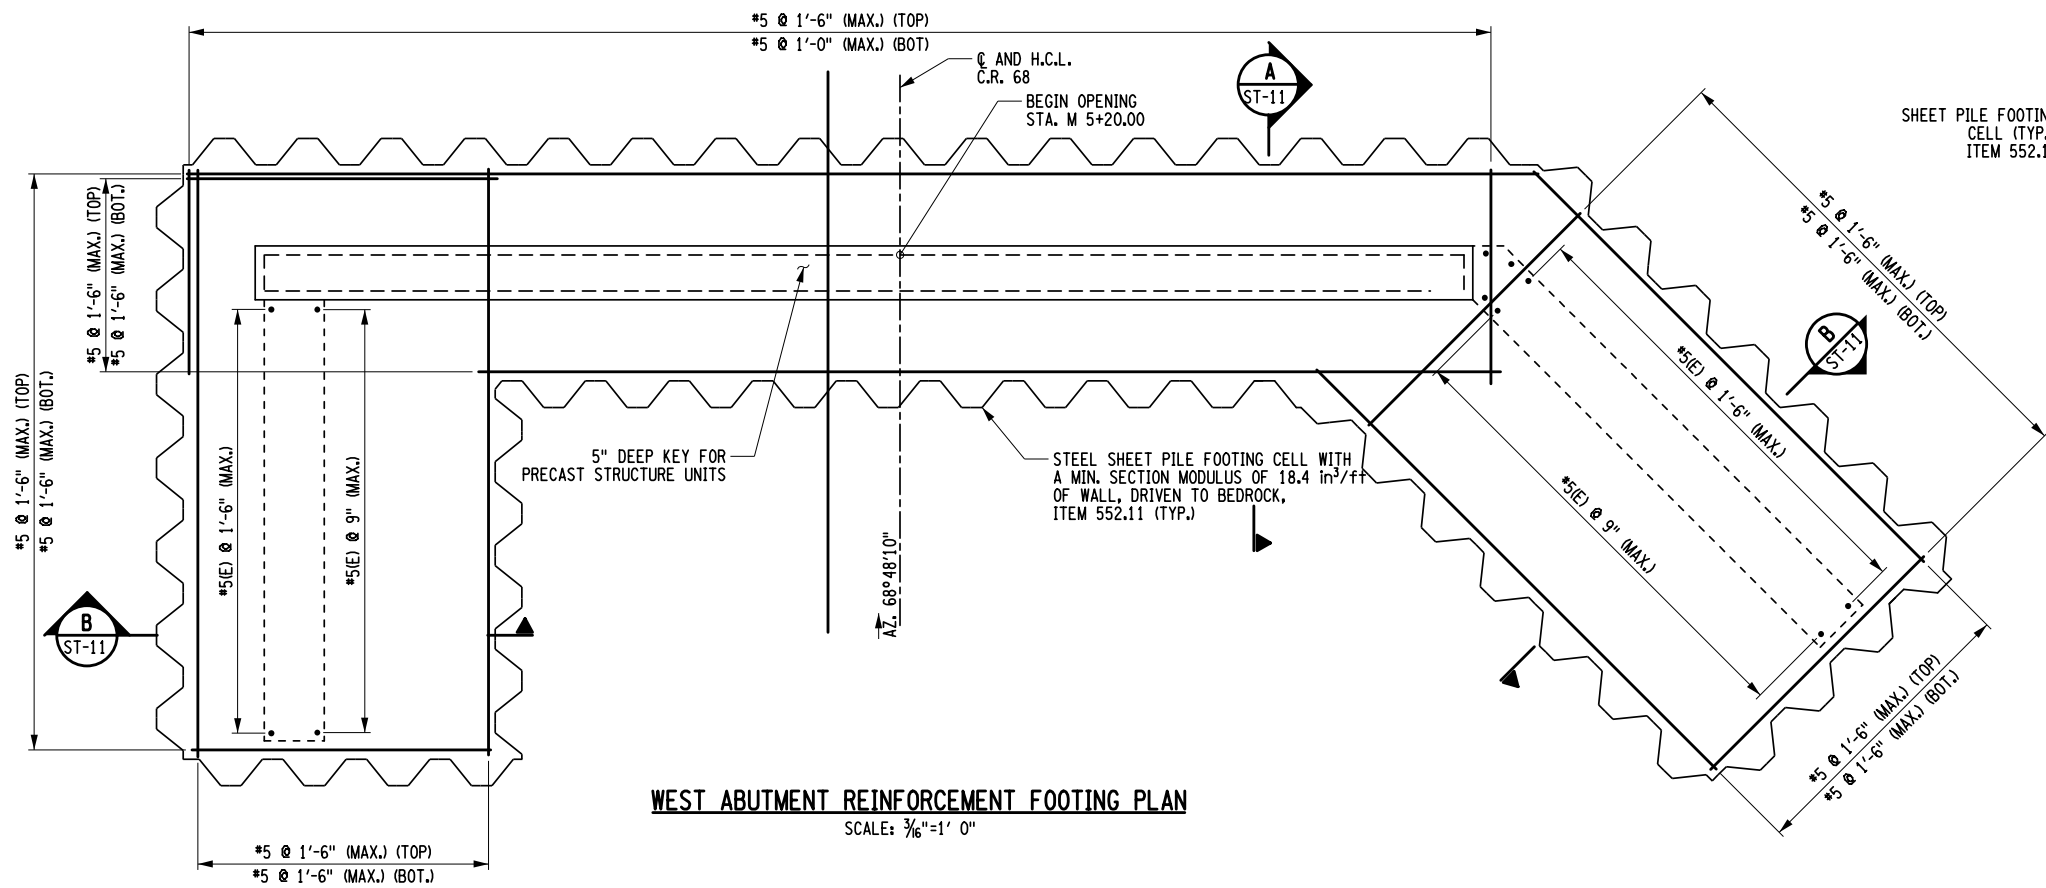 #5 @ 1'-6" (MAX.) (TOP)
#5 @ 1'-0" (MAX.) (BOT)
℄ AND H.C.L.
C.R. 68
BEGIN OPENING
STA. M 5+20.00
A
ST-11
SHEET PILE FOOTIN
CELL (TYP.
ITEM 552.1
#5 @ 1'-6" (MAX.) (TOP)
#5 @ 1'-6" (MAX.) (BOT.)
#5 @ 1'-6" (MAX.) (TOP)
#5 @ 1'-6" (MAX.) (BOT.)
#5 @ 1'-6" (MAX.) (TOP)
#5 @ 1'-6" (MAX.) (BOT.)
B
ST-11
#5(E) @ 1'-6" (MAX.)
#5(E) @ 9" (MAX.)
#5(E) @ 1'-6" (MAX.)
#5(E) @ 9" (MAX.)
5" DEEP KEY FOR
PRECAST STRUCTURE UNITS
STEEL SHEET PILE FOOTING CELL WITH
A MIN. SECTION MODULUS OF 18.4 in³/ft
OF WALL, DRIVEN TO BEDROCK,
ITEM 552.11 (TYP.)
AZ. 68°48'10"
B
ST-11
#5 @ 1'-6" (MAX.) (TOP)
#5 @ 1'-6" (MAX.) (BOT.)
WEST ABUTMENT REINFORCEMENT FOOTING PLAN
SCALE: 3/16"=1' 0"
#5 @ 1'-6" (MAX.) (TOP)
#5 @ 1'-6" (MAX.) (BOT.)